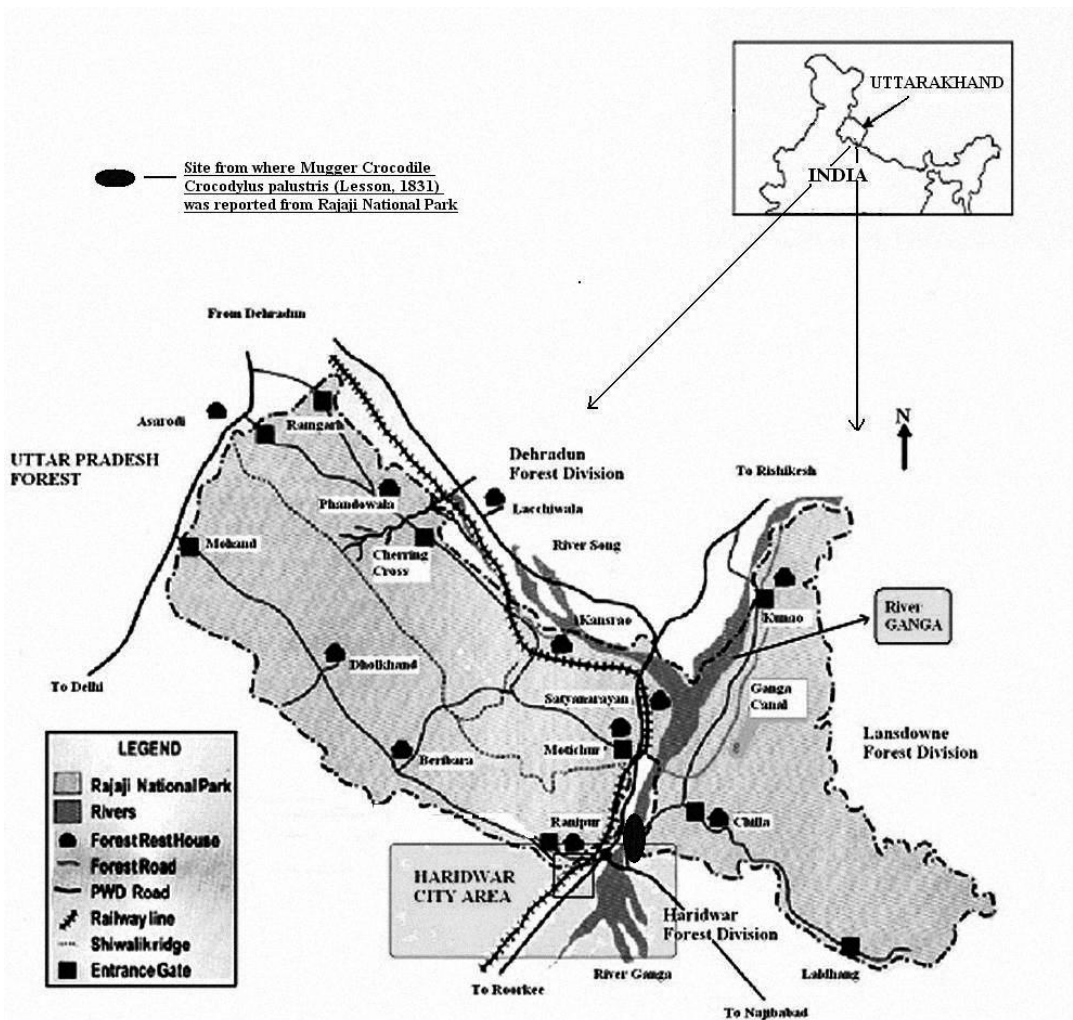 UTTARAKHAND
INDIA
Site from where Mugger Crocodile
Crocodylus palustris (Lesson, 1831)
was reported from Rajaji National Park
From Dehradun
Asarodi
Ramgarh
N
UTTAR PRADESH
FOREST
Dehradun
Forest Division
To Rishikesh
Phandowala
Lacchiwala
Mohand
Cherring
Cross
River Song
Kansrao
Kunao
River
GANGA
Dholkhand
To Delhi
Satyanarayan
Ganga
Canal
Lansdowne
Forest Division
Motichur
Beribara
LEGEND
Rajaji National Park
Rivers
Forest Rest House
Forest Road
PWD Road
Railway line
Shiwalik ridge
Entrance Gate
Ranipur
Chilla
HARIDWAR
CITY AREA
Haridwar
Forest Division
River Ganga
Laldhang
To Roorkee
To Najibabad